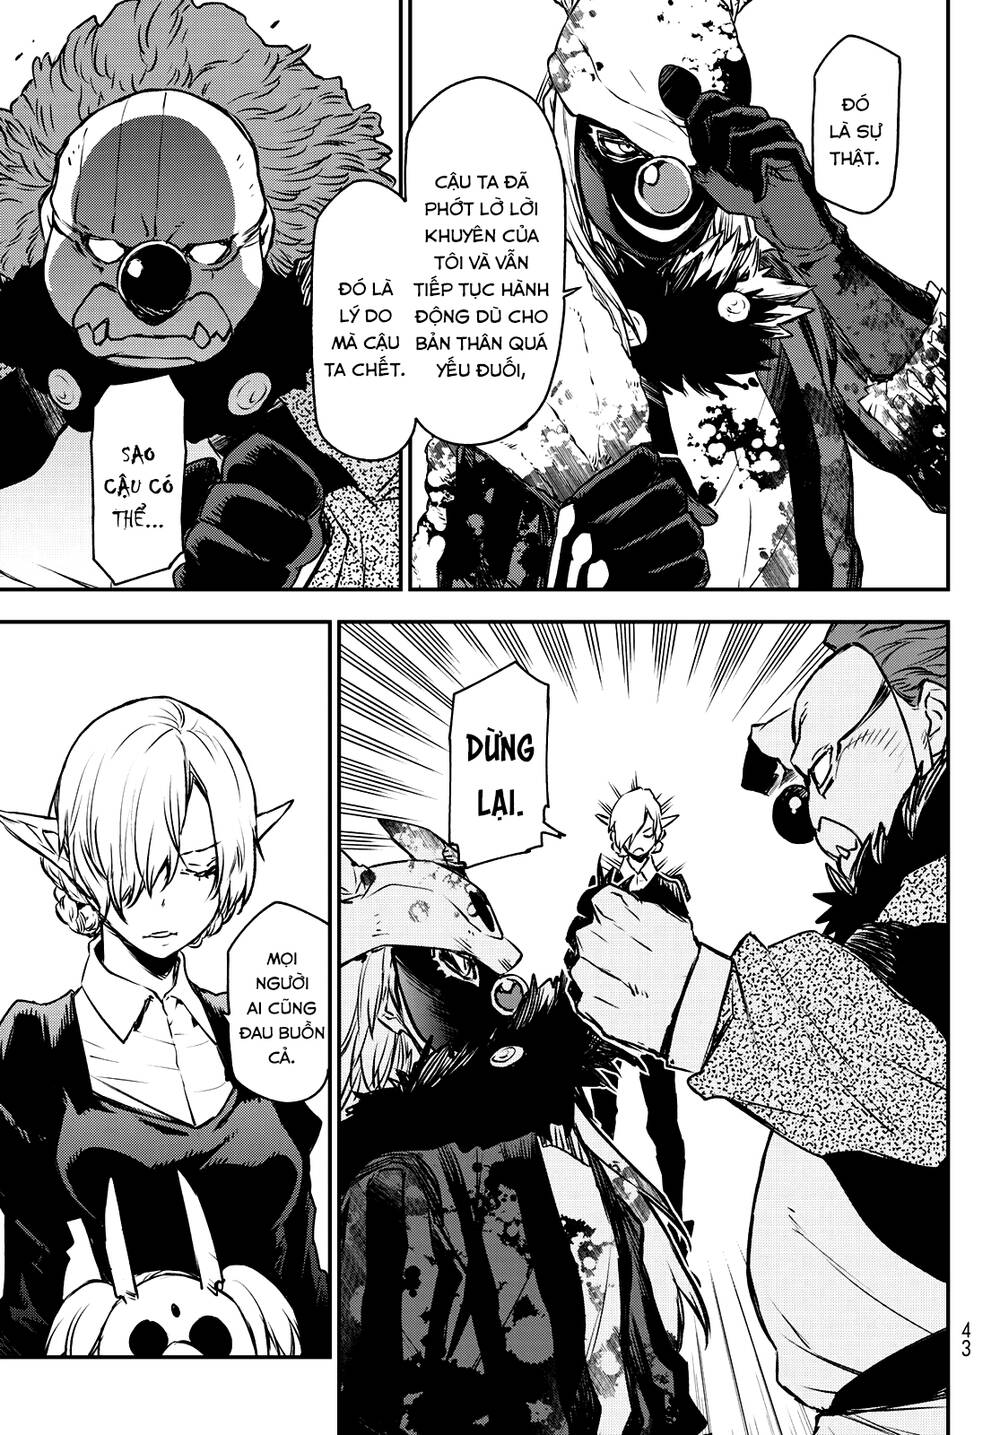 ĐÓ
LÀ SỰ
THẬT.
CẬU TA ĐÃ
PHỚT LỜ LỜI
KHUYÊN CỦA
TÔI VÀ VẪN
TIẾP TỤC HÀNH
ĐỘNG DÙ CHO
BẢN THÂN QUÁ
YẾU ĐUỐI,
ĐÓ LÀ
LÝ DO
MÀ CẬU
TA CHẾT.
SAO
CẬU CÓ
THỂ...
DỪNG
LẠI.
MỌI
NGƯỜI
AI CŨNG
ĐAU BUỒN
CẢ.
43